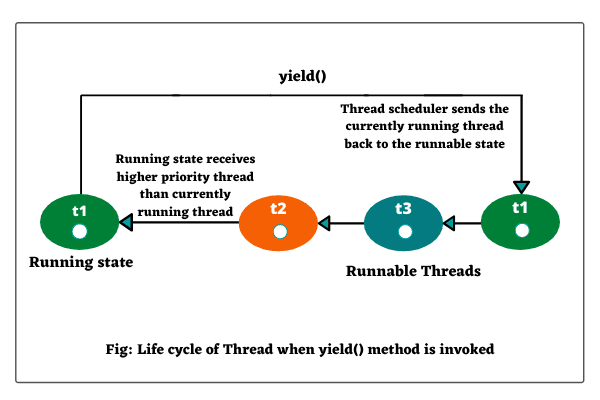 yield()
Thread scheduler sends the
currently running thread
back to the runnable state
Running state receives
higher priority thread
than currently
running thread
t1
t2
t3
t1
Running state
Runnable Threads
Fig: Life cycle of Thread when yield() method is invoked